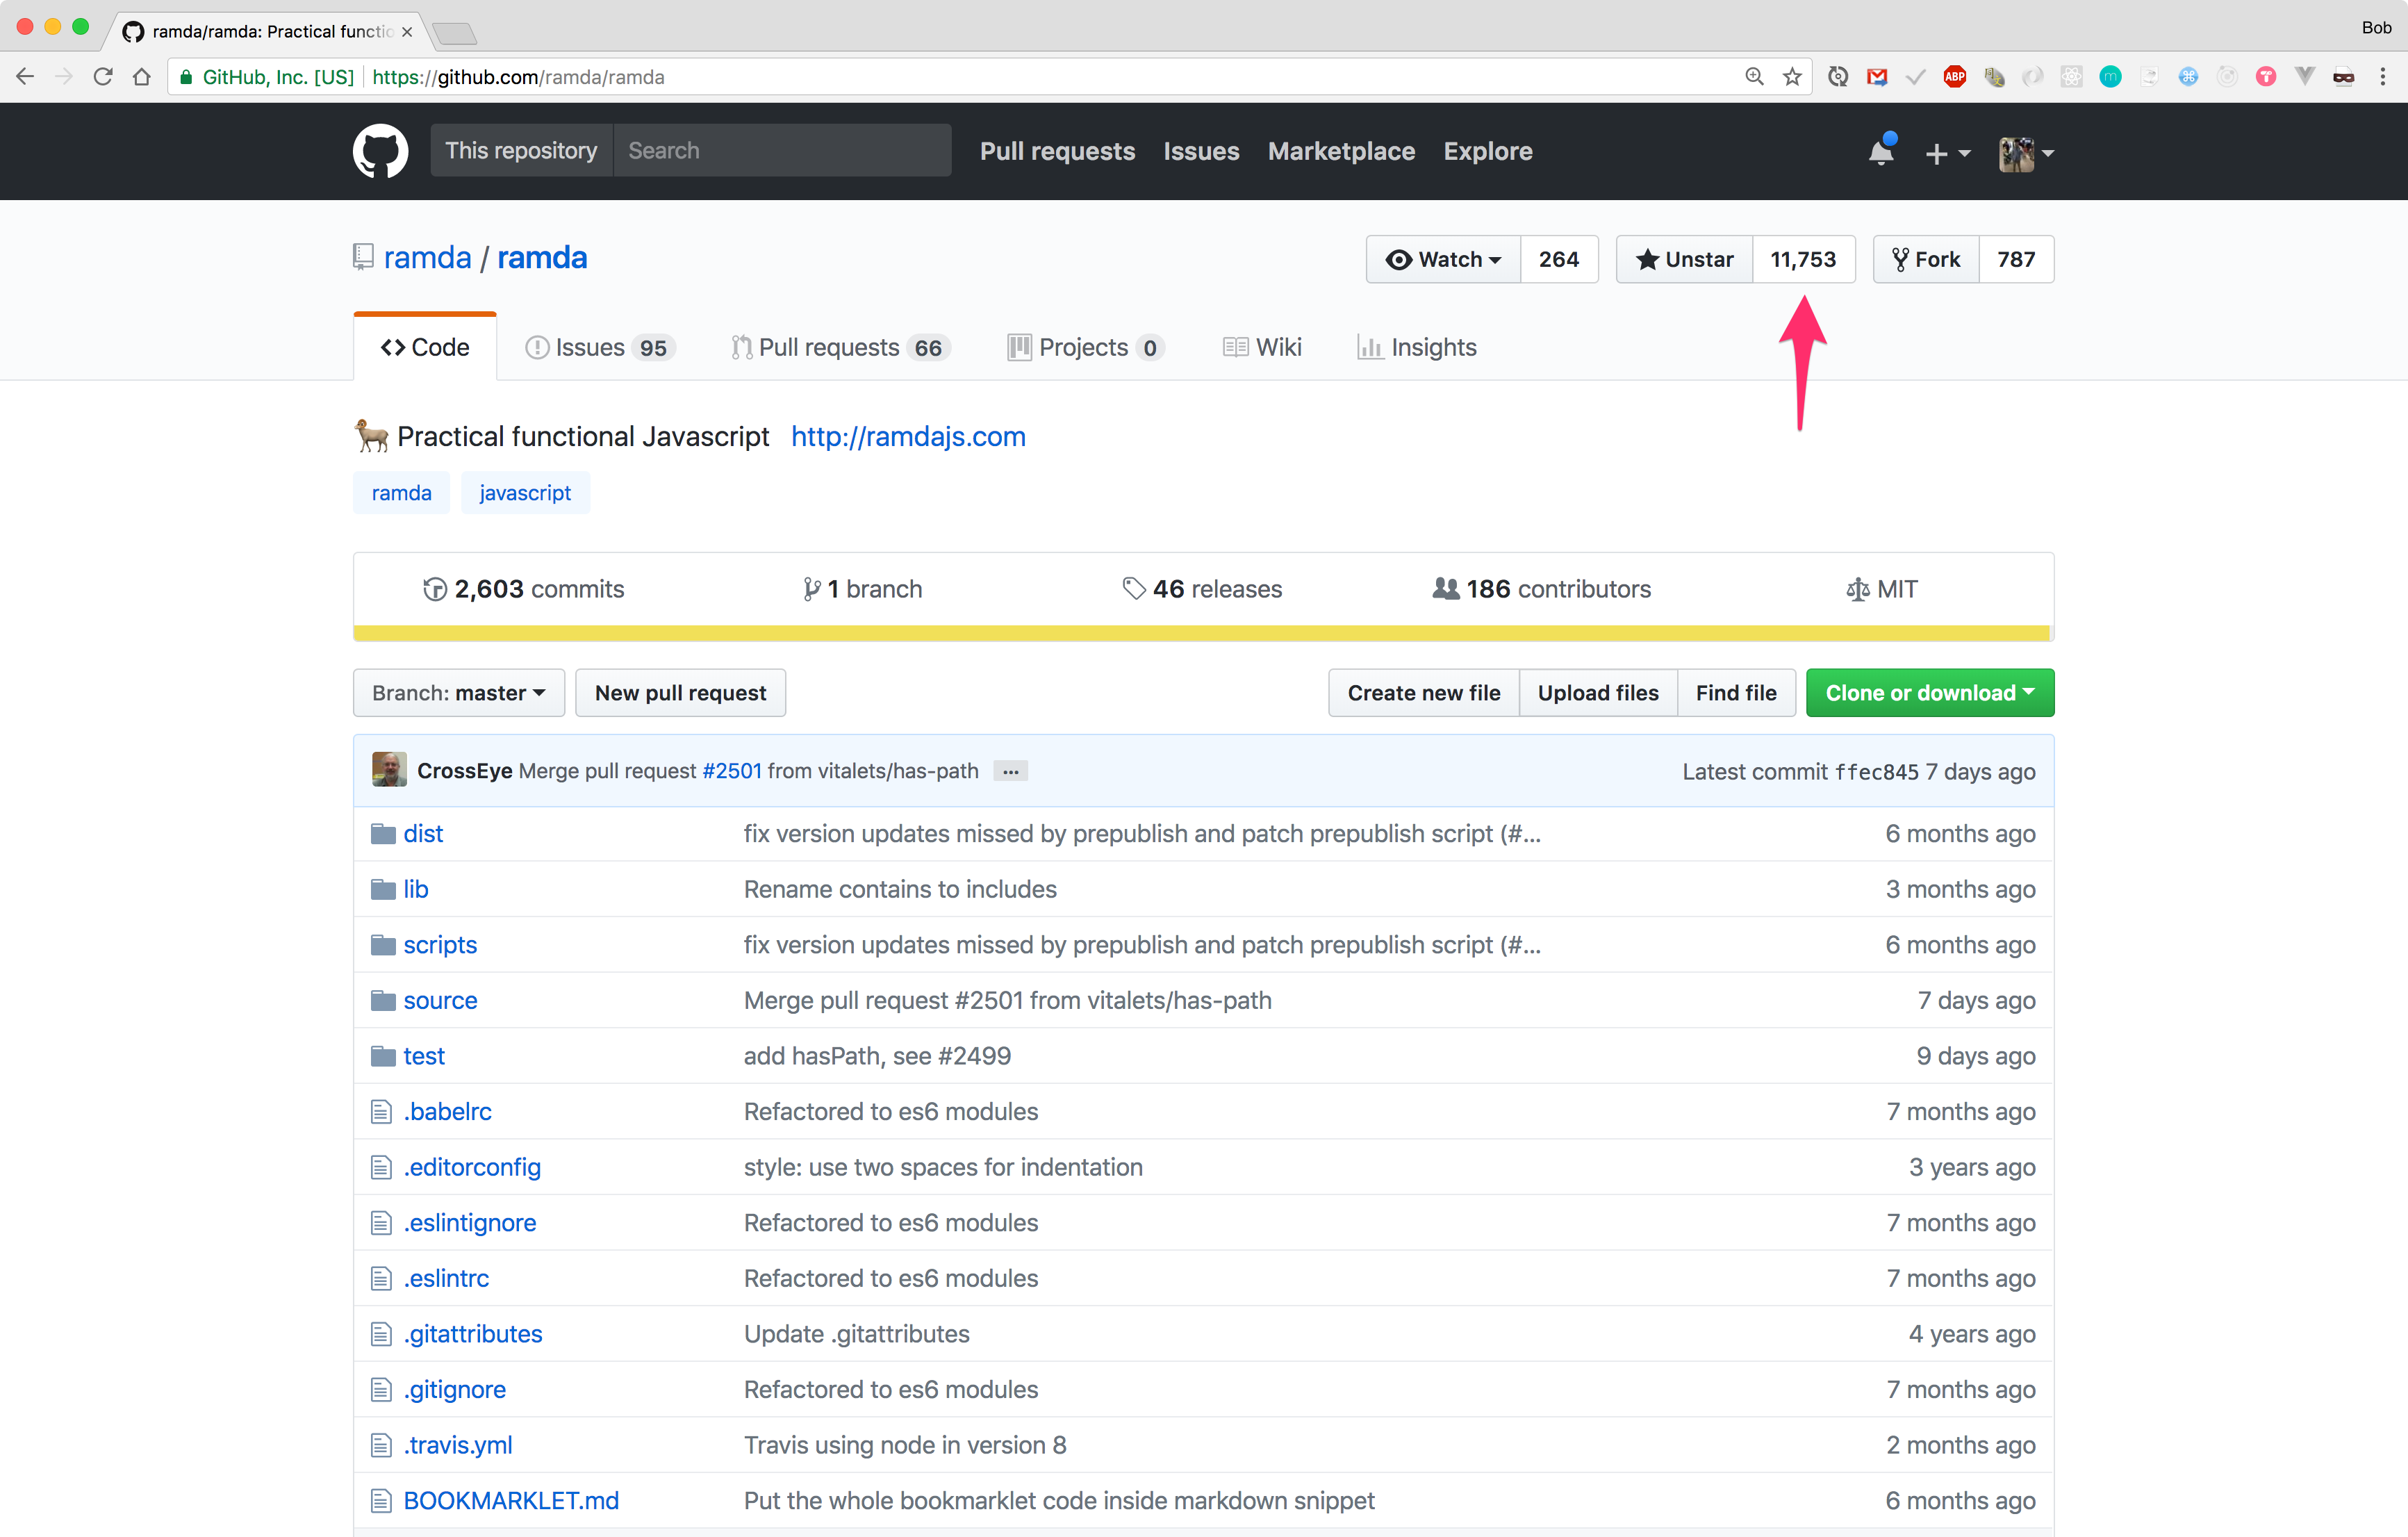 ramda/ramda: Practical functio
Bob
GitHub, Inc. [US] https://github.com/ramda/ramda
ABP
This repository Search Pull requests Issues Marketplace Explore
ramda / ramda Watch 264 Unstar 11,753 Fork 787
Code Issues 95 Pull requests 66 Projects 0 Wiki Insights
Practical functional Javascript http://ramdajs.com
ramda javascript
2,603 commits 1 branch 46 releases 186 contributors MIT
Branch: master New pull request Create new file Upload files Find file Clone or download
CrossEye Merge pull request #2501 from vitalets/has-path ... Latest commit ffec845 7 days ago
dist fix version updates missed by prepublish and patch prepublish script (#... 6 months ago
lib Rename contains to includes 3 months ago
scripts fix version updates missed by prepublish and patch prepublish script (#... 6 months ago
source Merge pull request #2501 from vitalets/has-path 7 days ago
test add hasPath, see #2499 9 days ago
.babelrc Refactored to es6 modules 7 months ago
.editorconfig style: use two spaces for indentation 3 years ago
.eslintignore Refactored to es6 modules 7 months ago
.eslintrc Refactored to es6 modules 7 months ago
.gitattributes Update .gitattributes 4 years ago
.gitignore Refactored to es6 modules 7 months ago
.travis.yml Travis using node in version 8 2 months ago
BOOKMARKLET.md Put the whole bookmarklet code inside markdown snippet 6 months ago